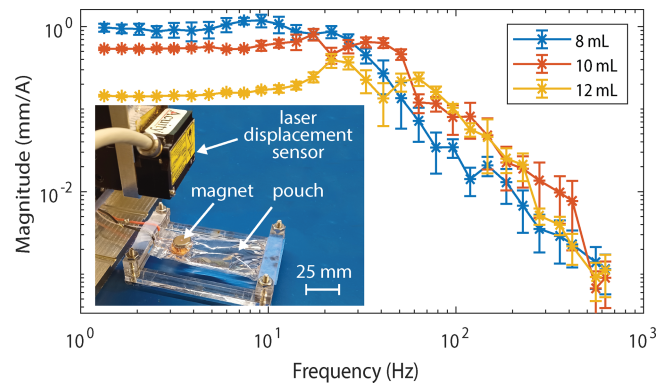 Magnitude (mm/A)
10⁰
10⁻²
8 mL
10 mL
12 mL
Acuity
laser
displacement
sensor
magnet
pouch
25 mm
10⁰
10¹
10²
10³
Frequency (Hz)